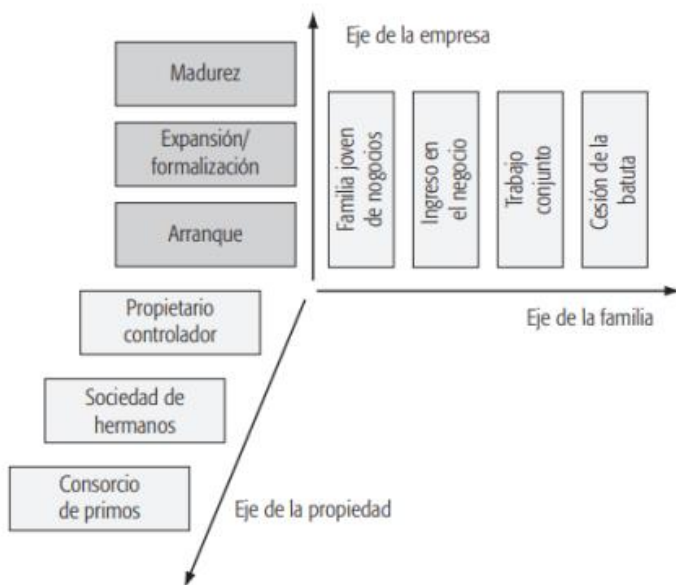 Eje de la empresa
Madurez
Expansión/
formalización
Arranque
Familia joven
de nogocios
Ingreso en
el negocio
Trabajo
conjunto
Cesión de la
batuta
Eje de la familia
Propietario
controlador
Sociedad de
hermanos
Consorcio
de primos
Eje de la propiedad